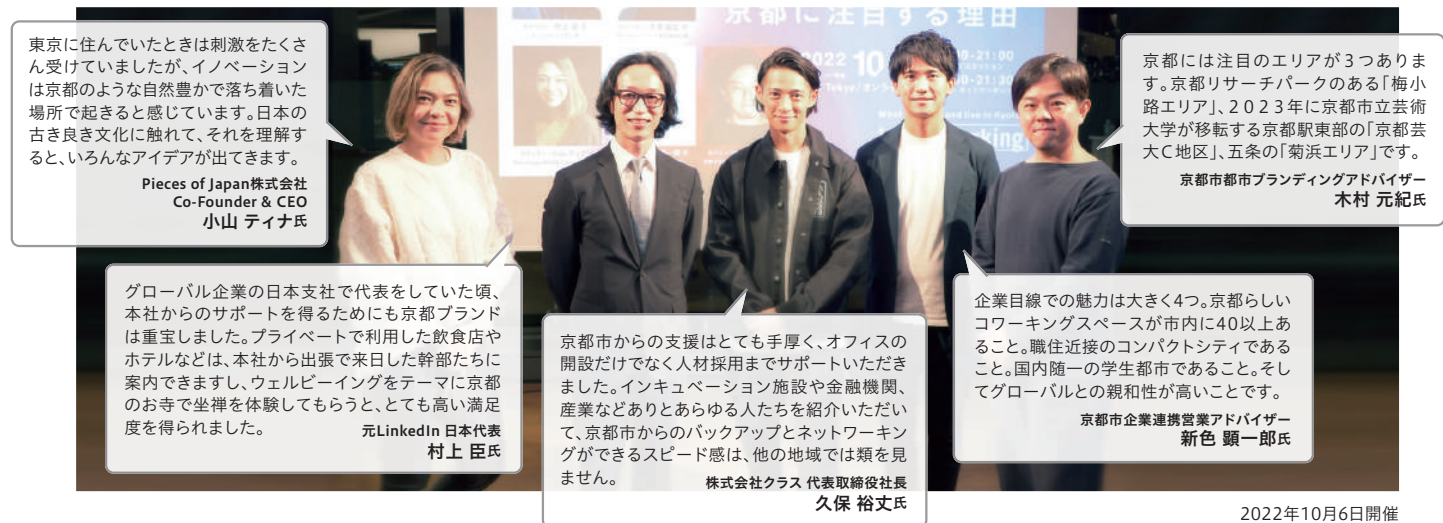 京都に注目する理由
2022
10
-21:00
-21:30
Tokyo/オンライ
and live in Kyoto
king
東京に住んでいたときは刺激をたくさ
ん受けていましたが、イノベーション
は京都のような自然豊かで落ち着いた
場所で起きると感じています。日本の
古き良き文化に触れて、それを理解す
ると、いろんなアイデアが出てきます。
Pieces of Japan株式会社
Co-Founder & CEO
小山 ティナ氏
京都には注目のエリアが3つありま
す。京都リサーチパークのある「梅小
路エリア」、2023年に京都市立芸術
大学が移転する京都駅東部の「京都芸
大C地区」、五条の「菊浜エリア」です。
京都市都市ブランディングアドバイザー
木村 元紀氏
グローバル企業の日本支社で代表をしていた頃、
本社からのサポートを得るためにも京都ブランド
は重宝しました。プライベートで利用した飲食店や
ホテルなどは、本社から出張で来日した幹部たちに
案内できますし、ウェルビーイングをテーマに京都
のお寺で坐禅を体験してもらうと、とても高い満足
度を得られました。
元LinkedIn 日本代表
村上 臣氏
京都市からの支援はとても手厚く、オフィスの
開設だけでなく人材採用までサポートいただき
ました。インキュベーション施設や金融機関、
産業などありとあらゆる人たちを紹介いただい
て、京都市からのバックアップとネットワーキン
グができるスピード感は、他の地域では類を見
ません。
株式会社クラス 代表取締役社長
久保 裕丈氏
企業目線での魅力は大きく4つ。京都らしい
コワーキングスペースが市内に40以上あ
ること。職住近接のコンパクトシティである
こと。国内随一の学生都市であること。そし
てグローバルとの親和性が高いことです。
京都市企業連携営業アドバイザー
新色 顕一郎氏
2022年10月6日開催